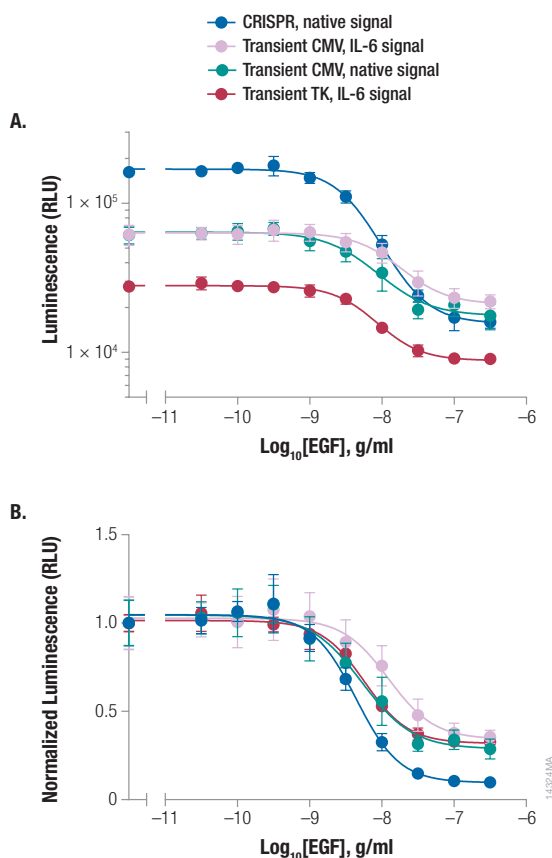 CRISPR, native signal
Transient CMV, IL-6 signal
Transient CMV, native signal
Transient TK, IL-6 signal
A.
Luminescence (RLU)
1 × 10⁵
1 × 10⁴
–11 –10 –9 –8 –7 –6
Log₁₀[EGF], g/ml
B.
Normalized Luminescence (RLU)
1.5
1.0
0.5
0
–11 –10 –9 –8 –7 –6
Log₁₀[EGF], g/ml
14324MA